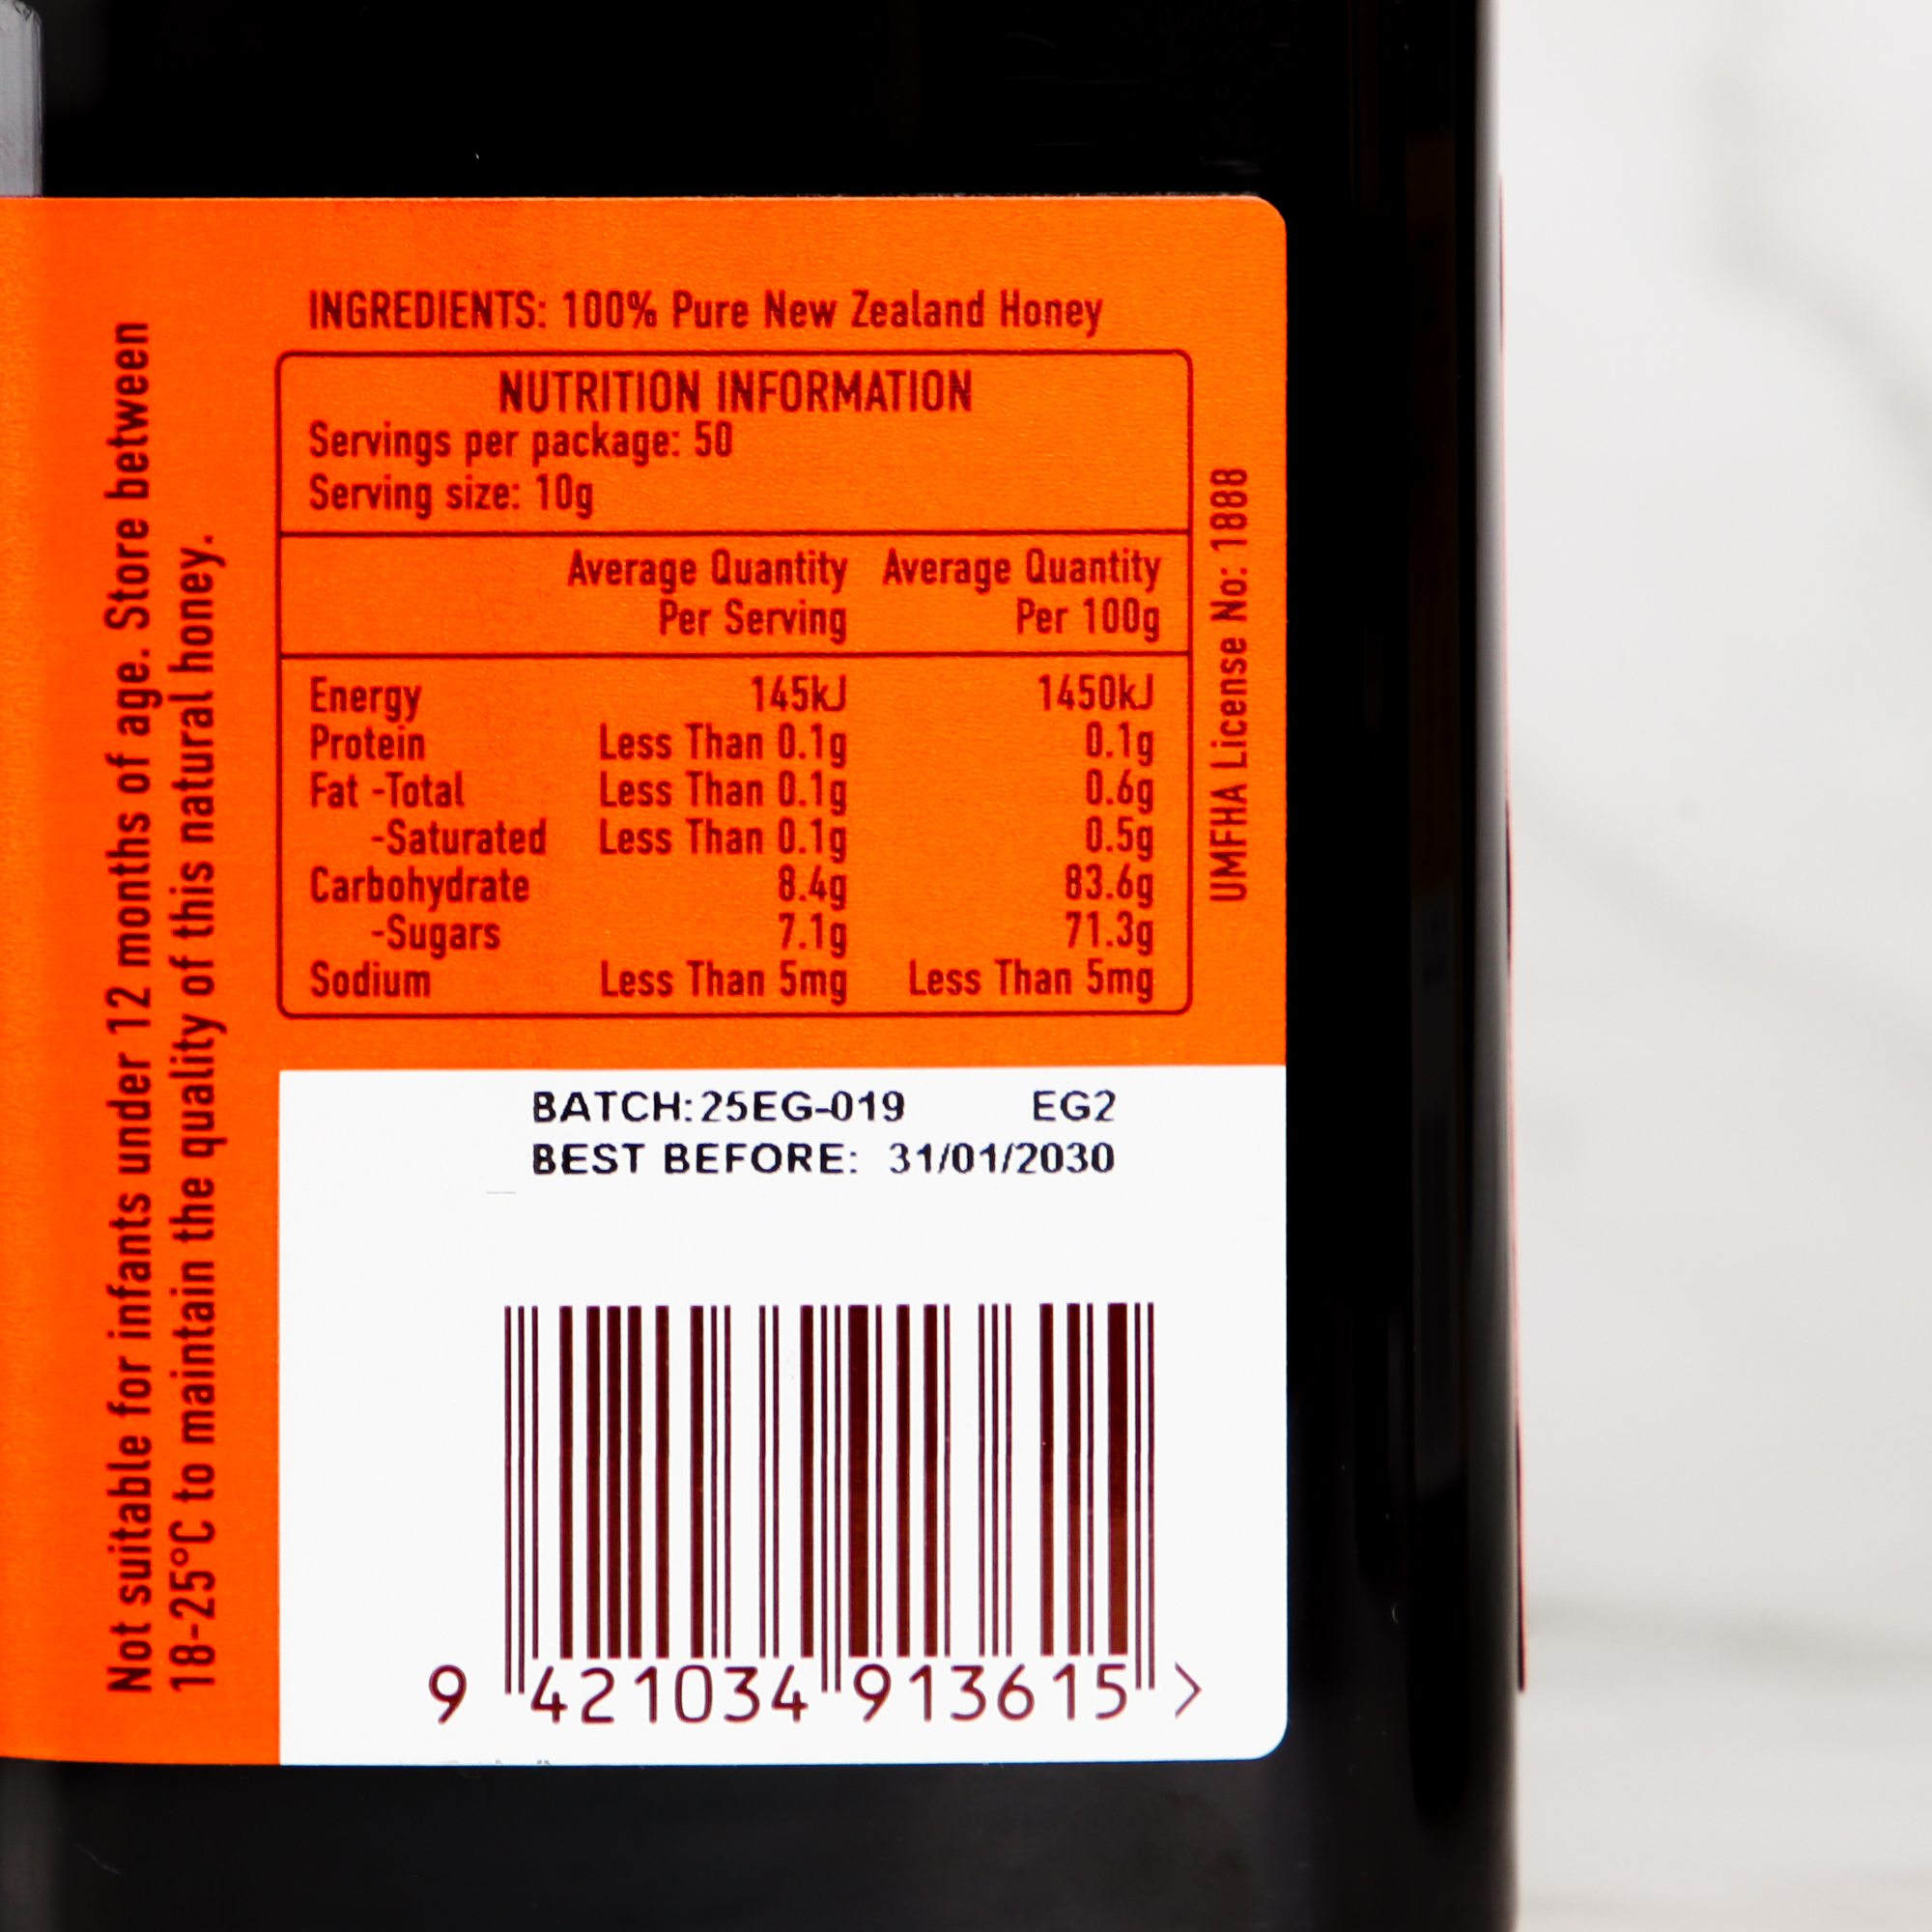 Not suitable for infants under 12 months of age. Store between
18-25°C to maintain the quality of this natural honey.
INGREDIENTS: 100% Pure New Zealand Honey
NUTRITION INFORMATION
Servings per package: 50
Serving size: 10g
Average Quantity Average Quantity
Per Serving Per 100g
Energy 145kJ 1450kJ
Protein Less Than 0.1g 0.1g
Fat -Total Less Than 0.1g 0.6g
-Saturated Less Than 0.1g 0.5g
Carbohydrate 8.4g 83.6g
-Sugars 7.1g 71.3g
Sodium Less Than 5mg Less Than 5mg
UMFHA License No: 1888
BATCH:25EG-019 EG2
BEST BEFORE: 31/01/2030
9 421034 913615 >